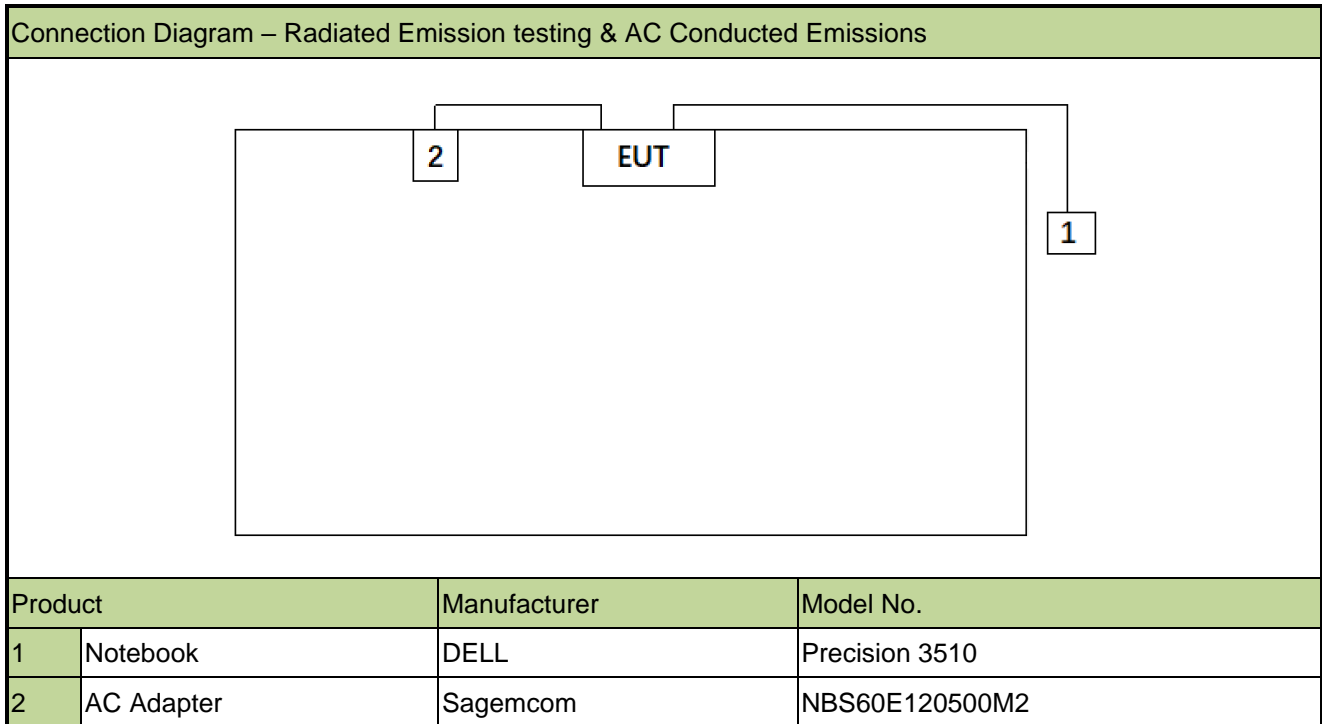 Connection Diagram – Radiated Emission testing & AC Conducted Emissions
2 EUT
1
Product Manufacturer Model No.
1 Notebook DELL Precision 3510
2 AC Adapter Sagemcom NBS60E120500M2